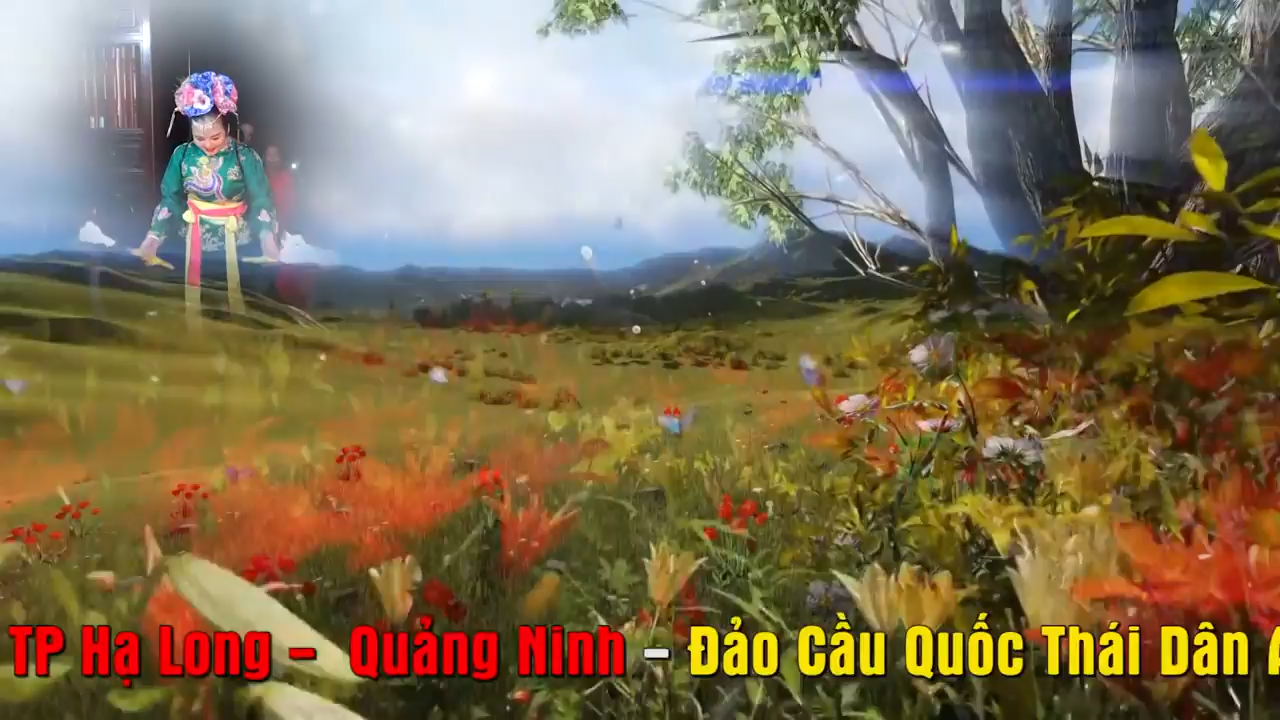 TP Hạ Long - Quảng Ninh - Đảo Cầu Quốc Thái Dân